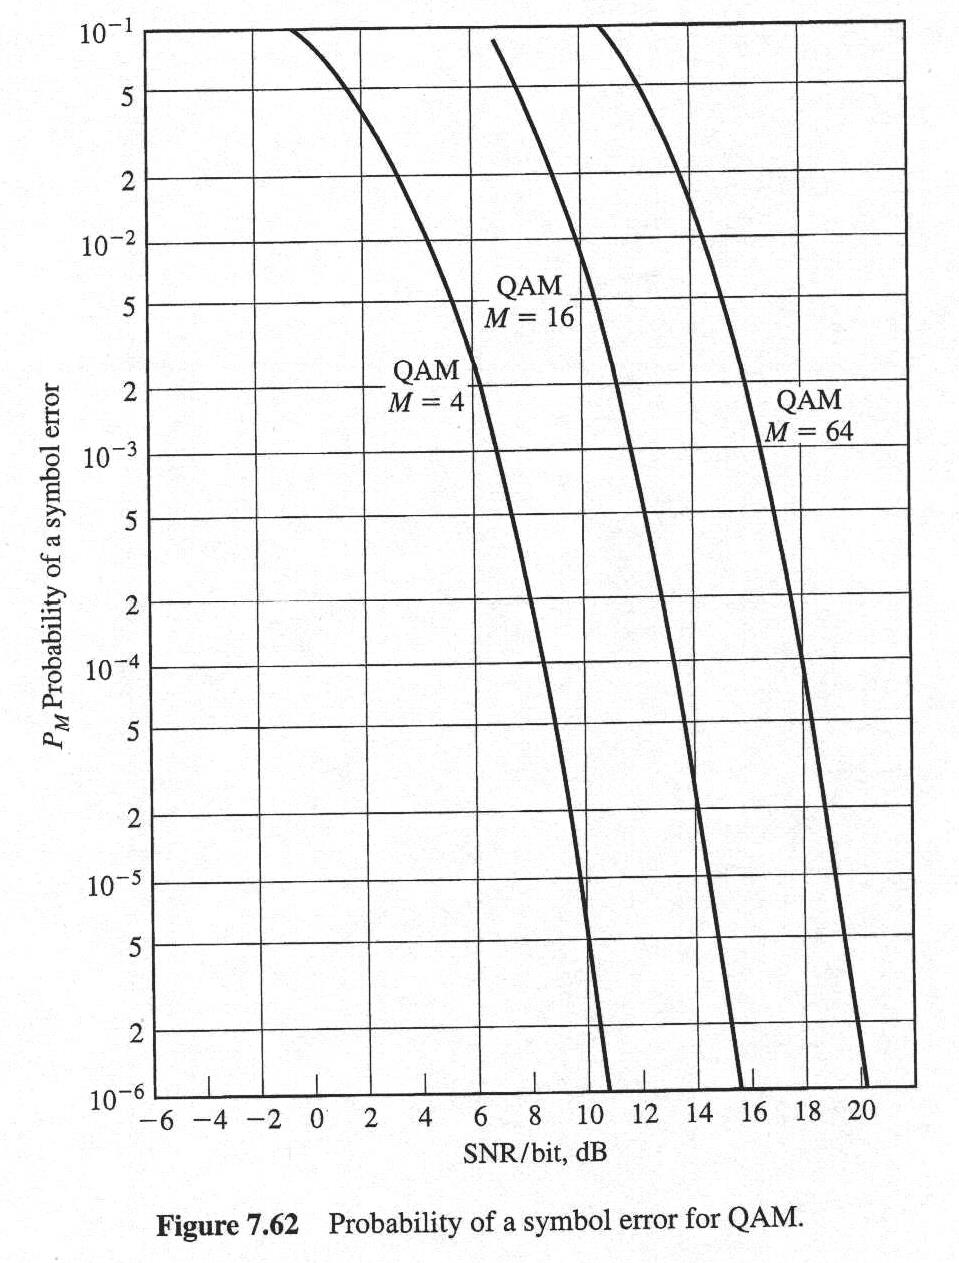 10−1
5
2
10−2
5
2
10−3
5
2
10−4
5
2
10−5
5
2
10−6
PM Probability of a symbol error
QAM
M = 16
QAM
M = 4
QAM
M = 64
−6 −4 −2 0 2 4 6 8 10 12 14 16 18 20
SNR/bit, dB
Figure 7.62 Probability of a symbol error for QAM.